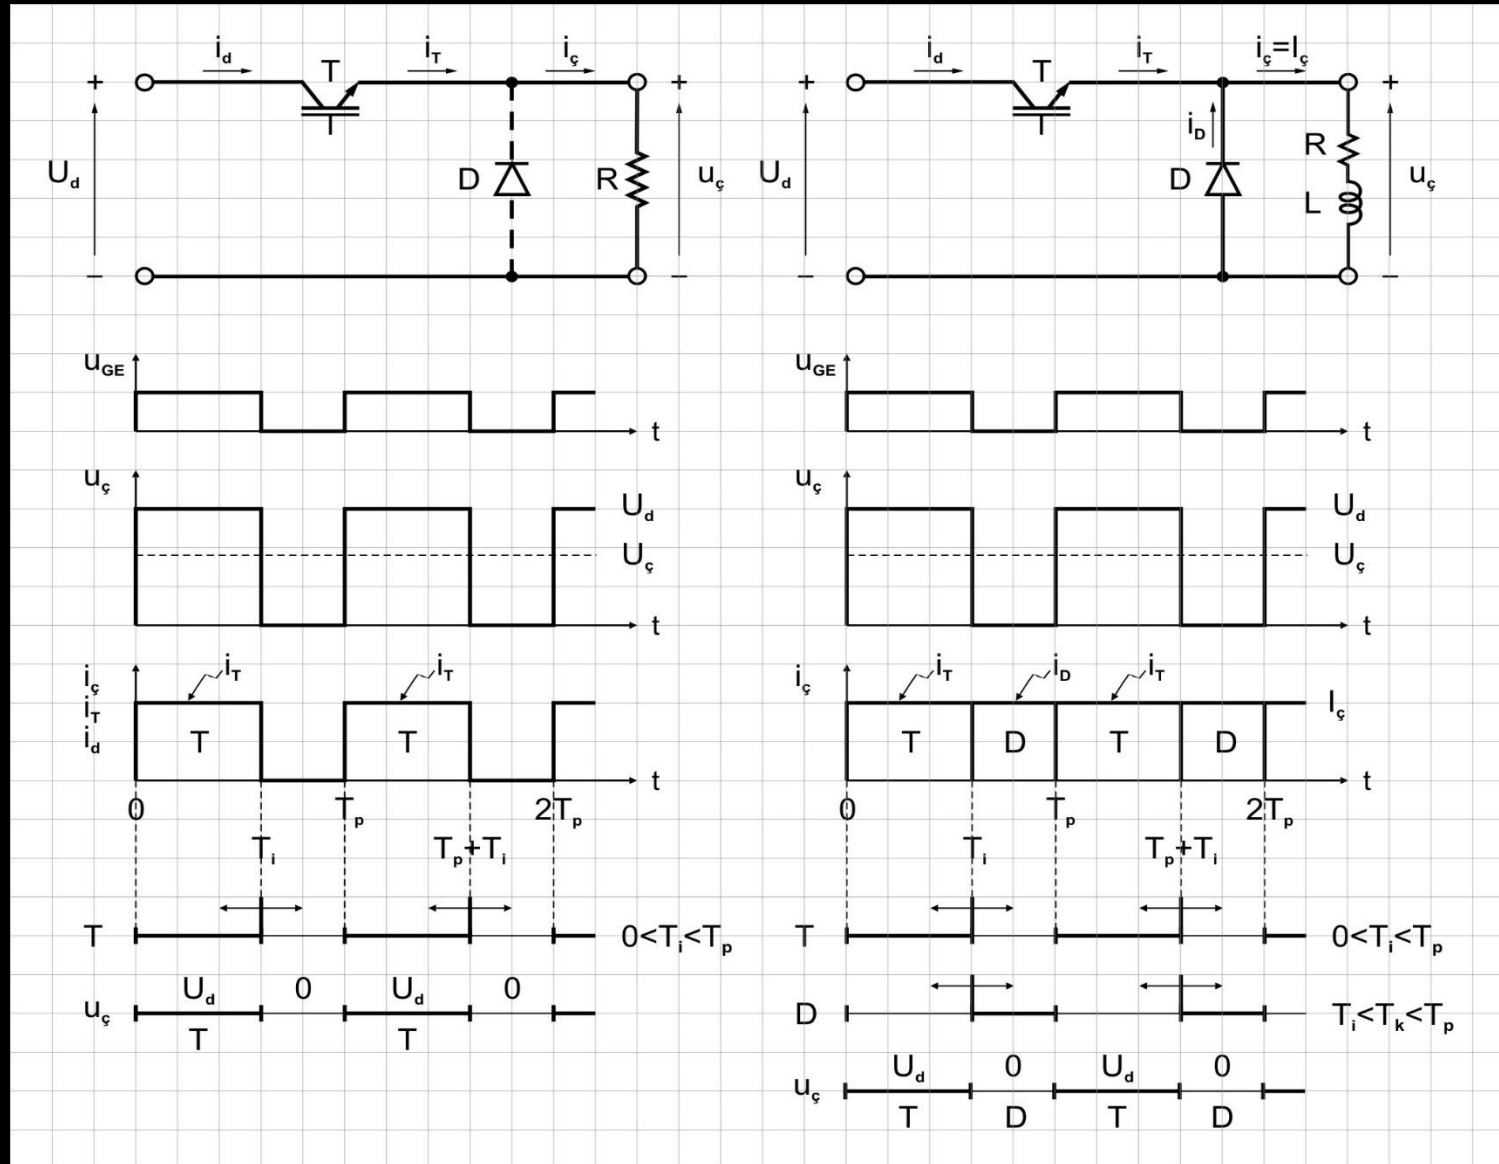 i_d T i_T i_ç
+ +
U_d D R u_ç
− −
u_GE
t
u_ç
U_d
U_ç
t
i_ç
i_T
i_d
i_T i_T
T T
t
0 T_p 2T_p
T_i T_p+T_i
T 0<T_i<T_p
U_d 0 U_d 0
u_ç
T T
i_d T i_T i_ç=I_ç
+ +
i_D
U_d D R u_ç
L
− −
u_GE
t
u_ç
U_d
U_ç
t
i_ç
i_T i_D i_T
I_ç
T D T D
t
0 T_p 2T_p
T_i T_p+T_i
T 0<T_i<T_p
D T_i<T_k<T_p
U_d 0 U_d 0
u_ç
T D T D